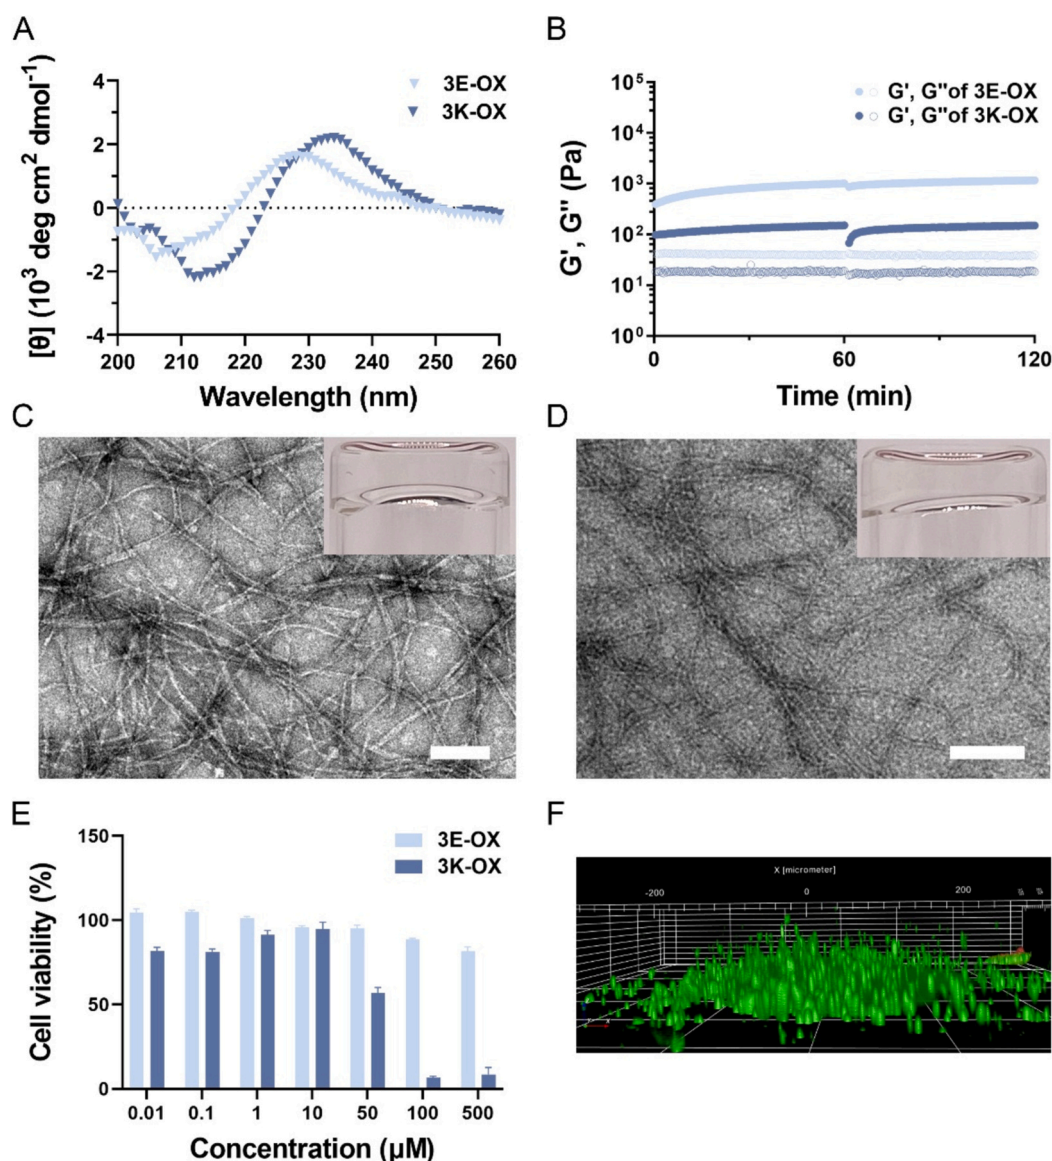 A
3E-OX
3K-OX
4
2
0
-2
-4
[θ] (10³ deg cm² dmol⁻¹)
200 210 220 230 240 250 260
Wavelength (nm)
B
G', G"of 3E-OX
G', G"of 3K-OX
10⁵
10⁴
10³
10²
10¹
10⁰
G', G" (Pa)
0 60 120
Time (min)
C
D
E
3E-OX
3K-OX
150
100
50
0
Cell viability (%)
0.01 0.1 1 10 50 100 500
Concentration (μM)
F
X [micrometer]
-200 0 200